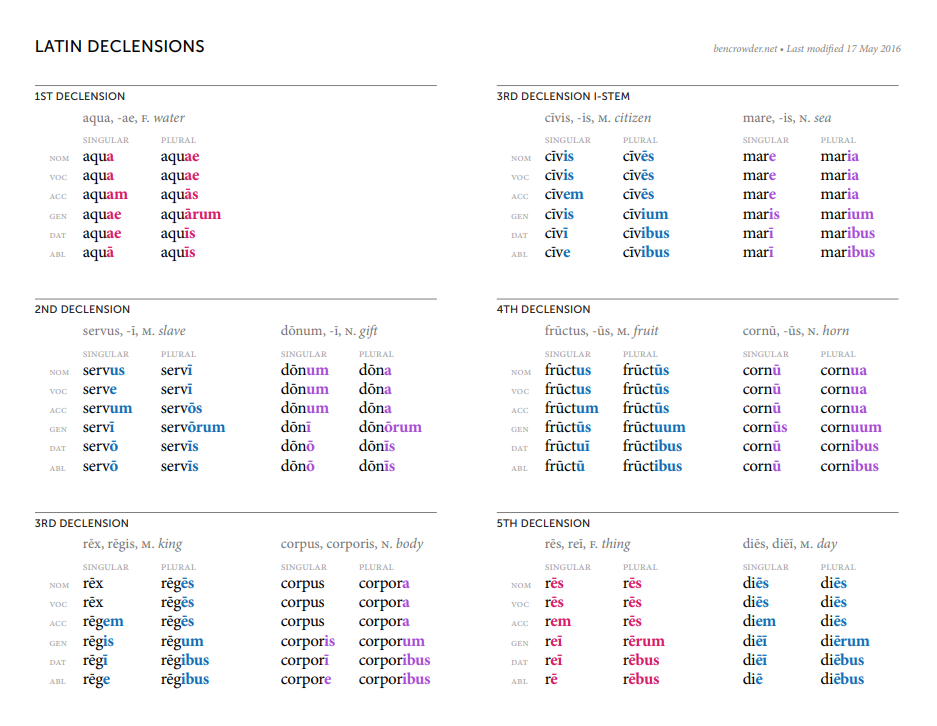 LATIN DECLENSIONS
bencrowder.net • Last modified 17 May 2016
1ST DECLENSION
aqua, -ae, F. water
SINGULAR PLURAL
NOM aqua aquae
VOC aqua aquae
ACC aquam aquās
GEN aquae aquārum
DAT aquae aquīs
ABL aquā aquīs
2ND DECLENSION
servus, -ī, M. slave dōnum, -ī, N. gift
SINGULAR PLURAL SINGULAR PLURAL
NOM servus servī dōnum dōna
VOC serve servī dōnum dōna
ACC servum servōs dōnum dōna
GEN servī servōrum dōnī dōnōrum
DAT servō servīs dōnō dōnīs
ABL servō servīs dōnō dōnīs
3RD DECLENSION
rēx, rēgis, M. king corpus, corporis, N. body
SINGULAR PLURAL SINGULAR PLURAL
NOM rēx rēgēs corpus corpora
VOC rēx rēgēs corpus corpora
ACC rēgem rēgēs corpus corpora
GEN rēgis rēgum corporis corporum
DAT rēgī rēgibus corporī corporibus
ABL rēge rēgibus corpore corporibus
3RD DECLENSION I-STEM
cīvis, -is, M. citizen mare, -is, N. sea
SINGULAR PLURAL SINGULAR PLURAL
NOM cīvis cīvēs mare maria
VOC cīvis cīvēs mare maria
ACC cīvem cīvēs mare maria
GEN cīvis cīvium maris marium
DAT cīvī cīvibus marī maribus
ABL cīve cīvibus marī maribus
4TH DECLENSION
frūctus, -ūs, M. fruit cornū, -ūs, N. horn
SINGULAR PLURAL SINGULAR PLURAL
NOM frūctus frūctūs cornū cornua
VOC frūctus frūctūs cornū cornua
ACC frūctum frūctūs cornū cornua
GEN frūctūs frūctuum cornūs cornuum
DAT frūctuī frūctibus cornū cornibus
ABL frūctū frūctibus cornū cornibus
5TH DECLENSION
rēs, reī, F. thing diēs, diēī, M. day
SINGULAR PLURAL SINGULAR PLURAL
NOM rēs rēs diēs diēs
VOC rēs rēs diēs diēs
ACC rem rēs diem diēs
GEN reī rērum diēī diērum
DAT reī rēbus diēī diēbus
ABL rē rēbus diē diēbus